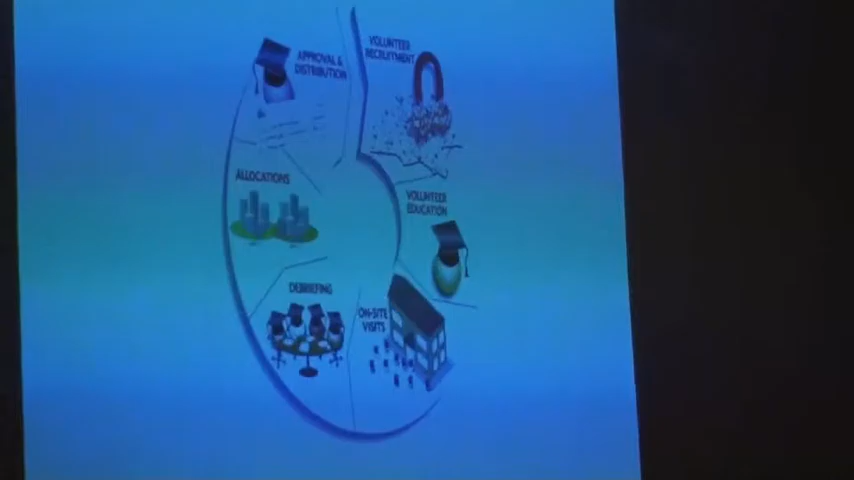 APPROVAL &
DISTRIBUTION
VOLUNTEER
RECRUITMENT
ALLOCATIONS
VOLUNTEER
EDUCATION
DEBRIEFING
ON-SITE
VISITS